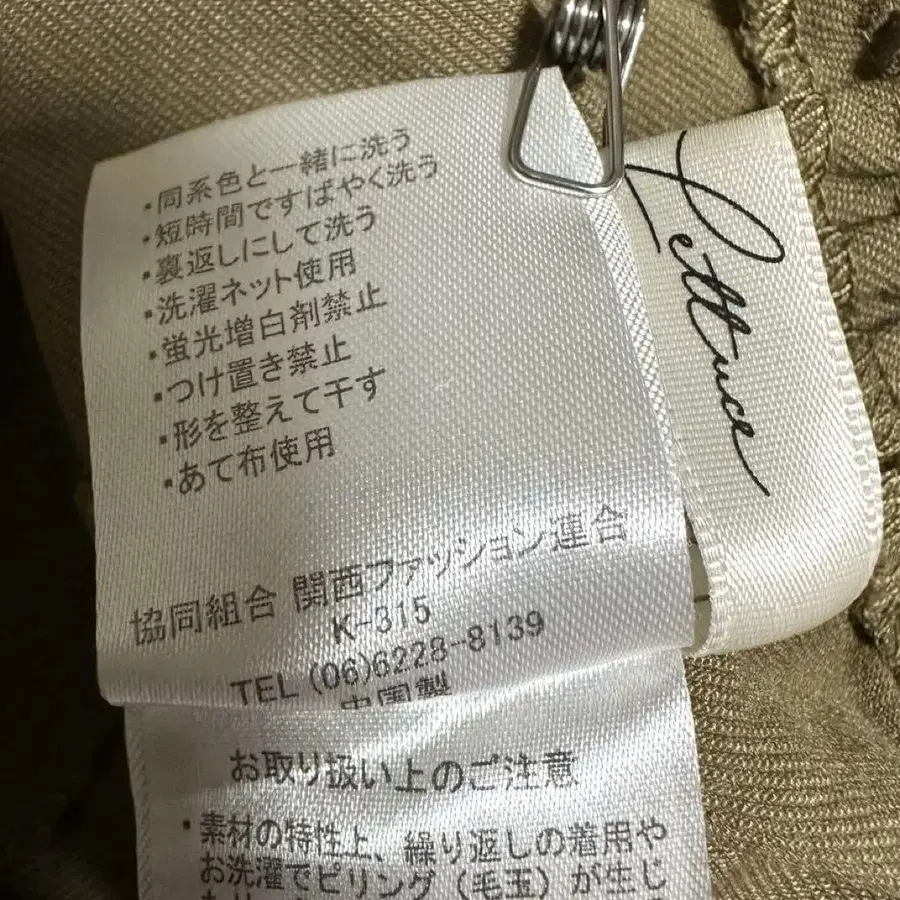 ・同系色と一緒に洗う
・短時間ですばやく洗う
・裏返しにして洗う
・洗濯ネット使用
・蛍光増白剤禁止
・つけ置き禁止
・形を整えて干す
・あて布使用
協同組合 関西ファッション連合
K-315
TEL (06)6228-8139
中国製
お取り扱い上のご注意
・素材の特性上、繰り返しの着用や
お洗濯でピリング（毛玉）が生じ
Lettuce